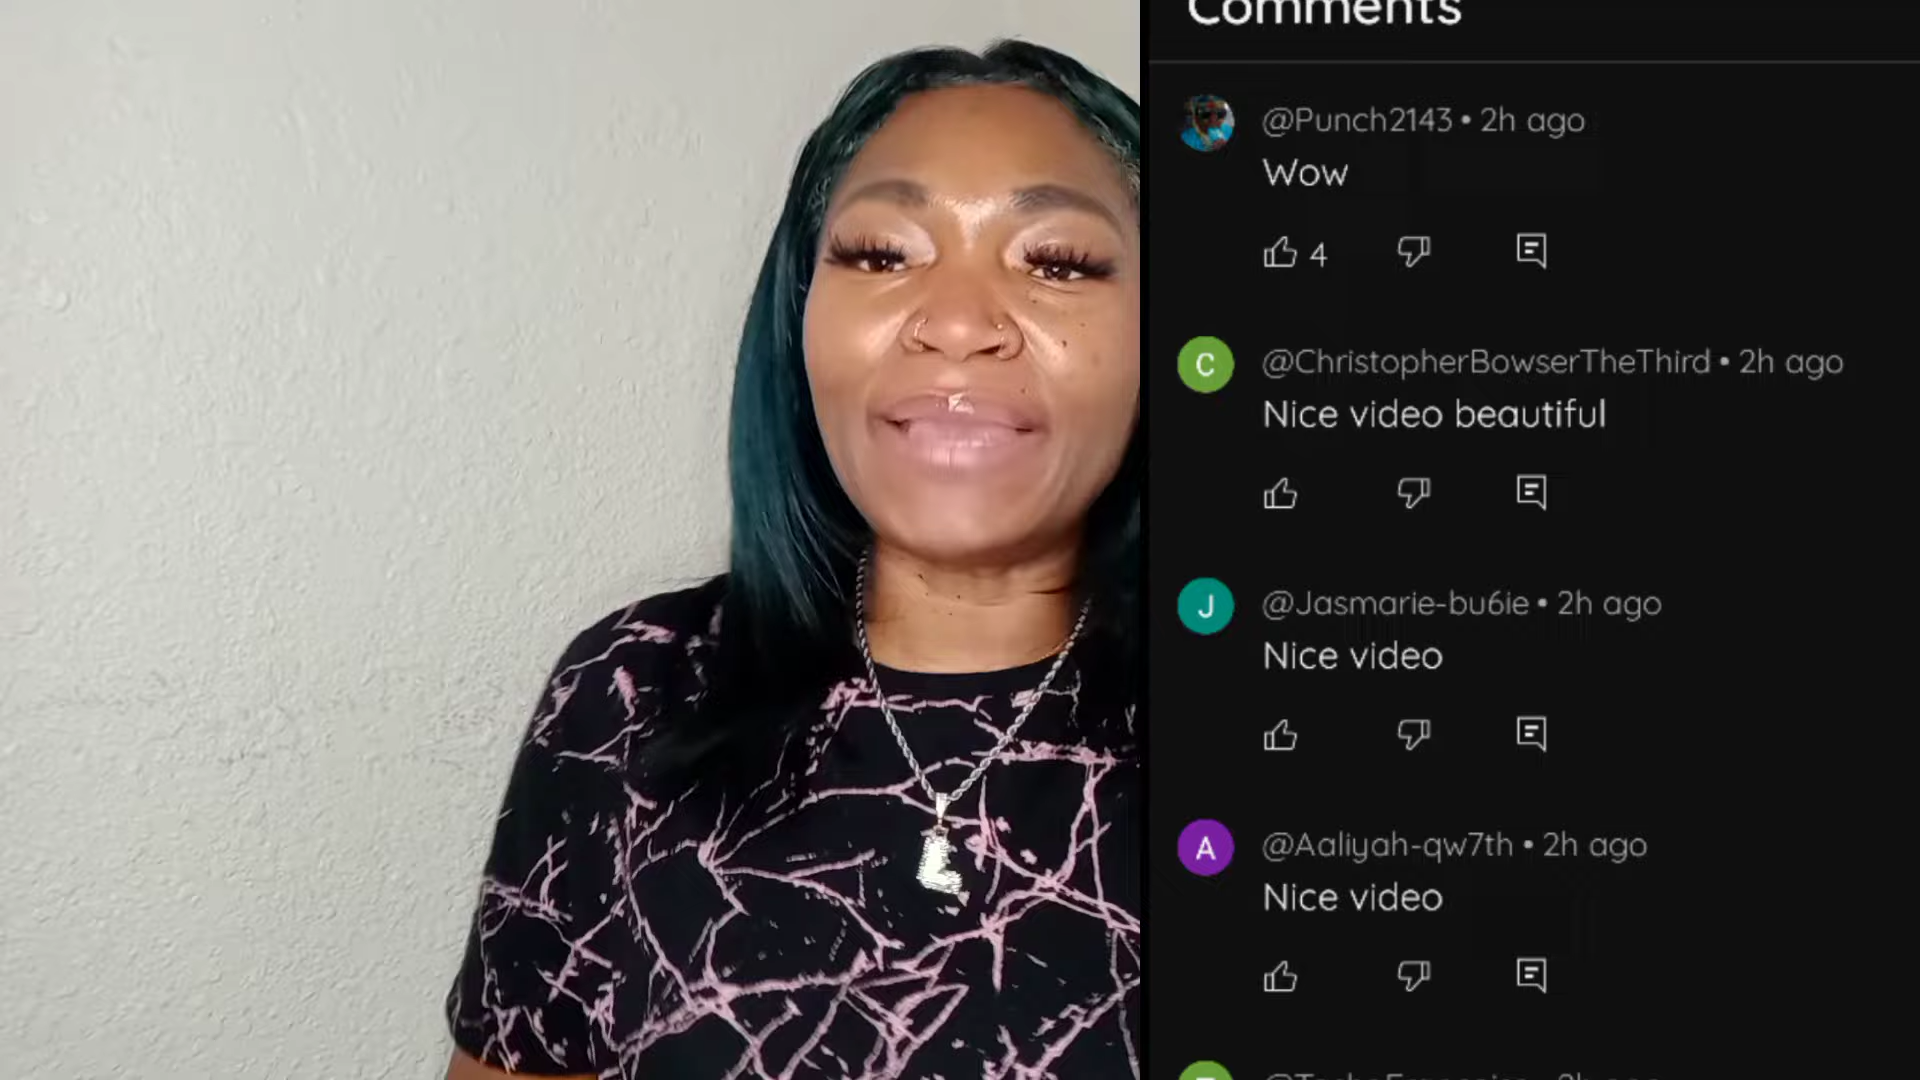 Comments
@Punch2143 • 2h ago
Wow
4
C
@ChristopherBowserTheThird • 2h ago
Nice video beautiful
J
@Jasmarie-bu6ie • 2h ago
Nice video
A
@Aaliyah-qw7th • 2h ago
Nice video